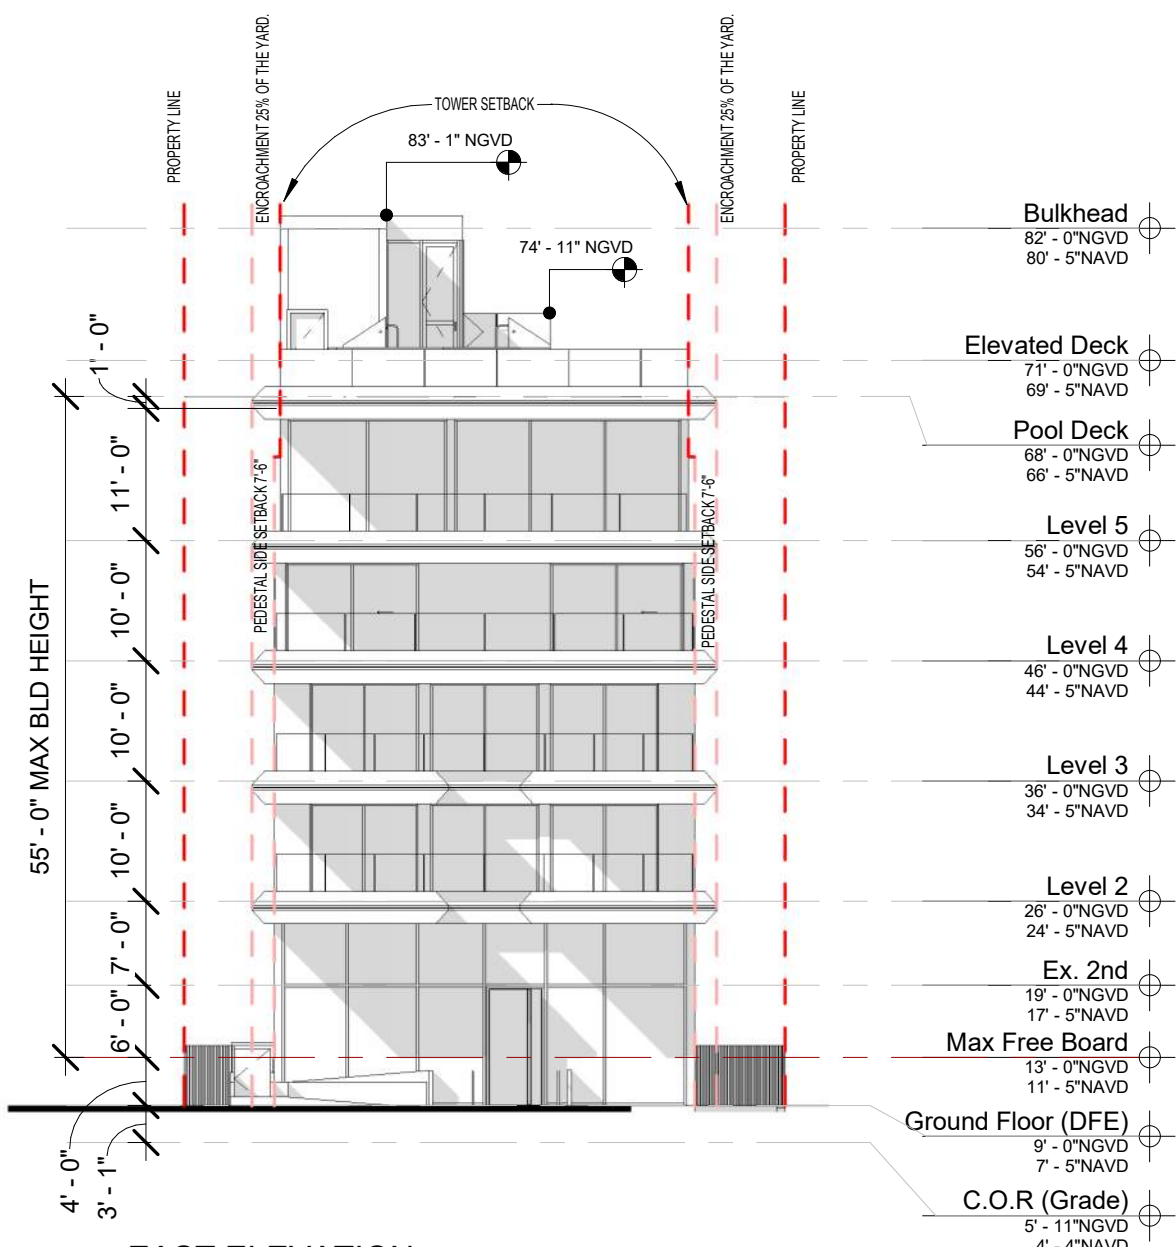 PROPERTY LINE
ENCROACHMENT 25% OF THE YARD.
TOWER SETBACK
83' - 1" NGVD
74' - 11" NGVD
ENCROACHMENT 25% OF THE YARD.
PROPERTY LINE
Bulkhead
82' - 0"NGVD
80' - 5"NAVD
Elevated Deck
71' - 0"NGVD
69' - 5"NAVD
Pool Deck
68' - 0"NGVD
66' - 5"NAVD
Level 5
56' - 0"NGVD
54' - 5"NAVD
Level 4
46' - 0"NGVD
44' - 5"NAVD
Level 3
36' - 0"NGVD
34' - 5"NAVD
Level 2
26' - 0"NGVD
24' - 5"NAVD
Ex. 2nd
19' - 0"NGVD
17' - 5"NAVD
Max Free Board
13' - 0"NGVD
11' - 5"NAVD
Ground Floor (DFE)
9' - 0"NGVD
7' - 5"NAVD
C.O.R (Grade)
5' - 11"NGVD
4' - 4"NAVD
1' - 0"
11' - 0"
10' - 0"
10' - 0"
10' - 0"
7' - 0"
6' - 0"
4' - 0"
3' - 1"
55' - 0" MAX BLD HEIGHT
PEDESTAL SIDE SETBACK 7'-6"
PEDESTAL SIDE SETBACK 7'-6"
EAST ELEVATION